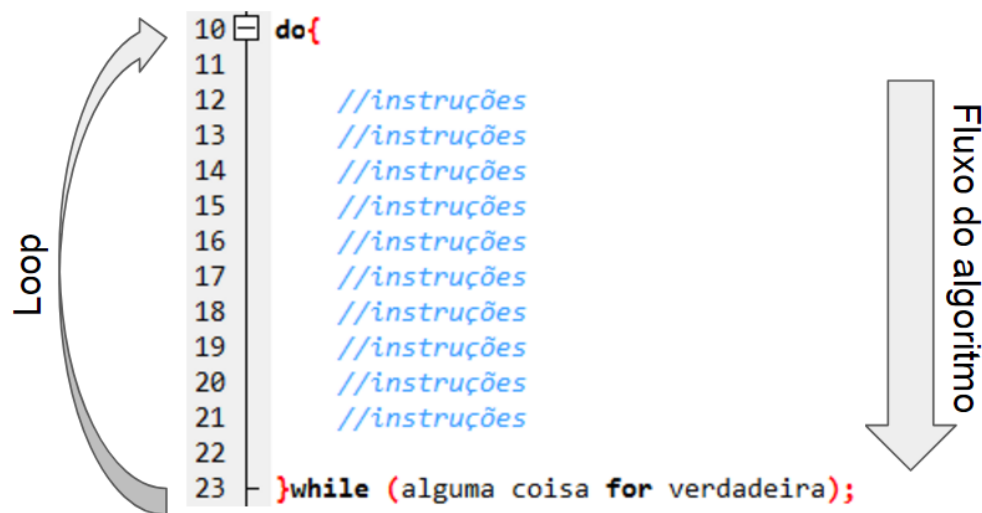 Loop
10 do{
11
12 //instruções
13 //instruções
14 //instruções
15 //instruções
16 //instruções
17 //instruções
18 //instruções
19 //instruções
20 //instruções
21 //instruções
22
23 }while (alguma coisa for verdadeira);
Fluxo do algoritmo